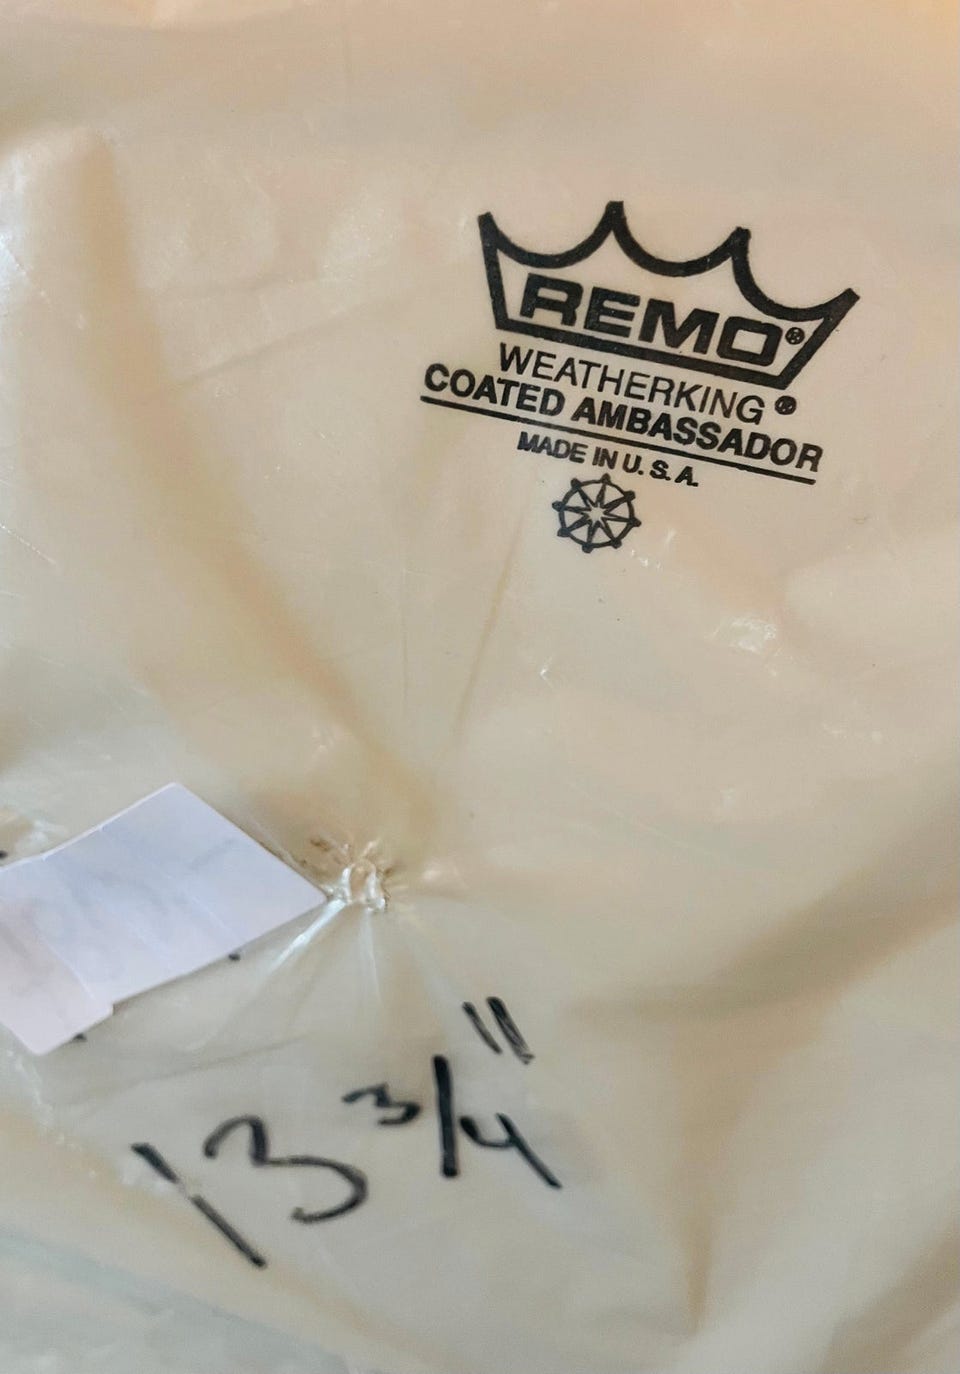 REMO®
WEATHERKING®
COATED AMBASSADOR
MADE IN U.S.A.
13 3/4"